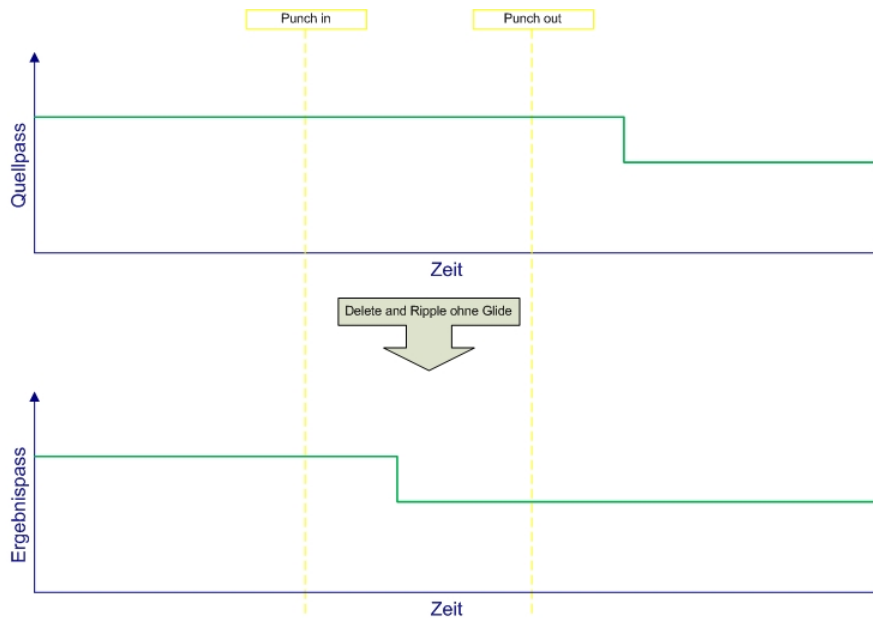 Punch in
Punch out
Quellpass
Zeit
Delete and Ripple ohne Glide
Ergebnispass
Zeit